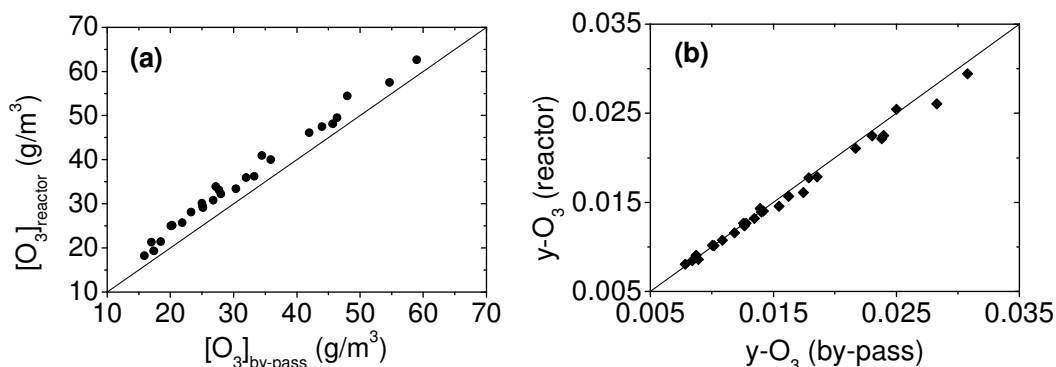 (a)
[O3]reactor (g/m3)
70
60
50
40
30
20
10
10 20 30 40 50 60 70
[O3]by-pass (g/m3)
(b)
y-O3 (reactor)
0.035
0.025
0.015
0.005
0.005 0.015 0.025 0.035
y-O3 (by-pass)